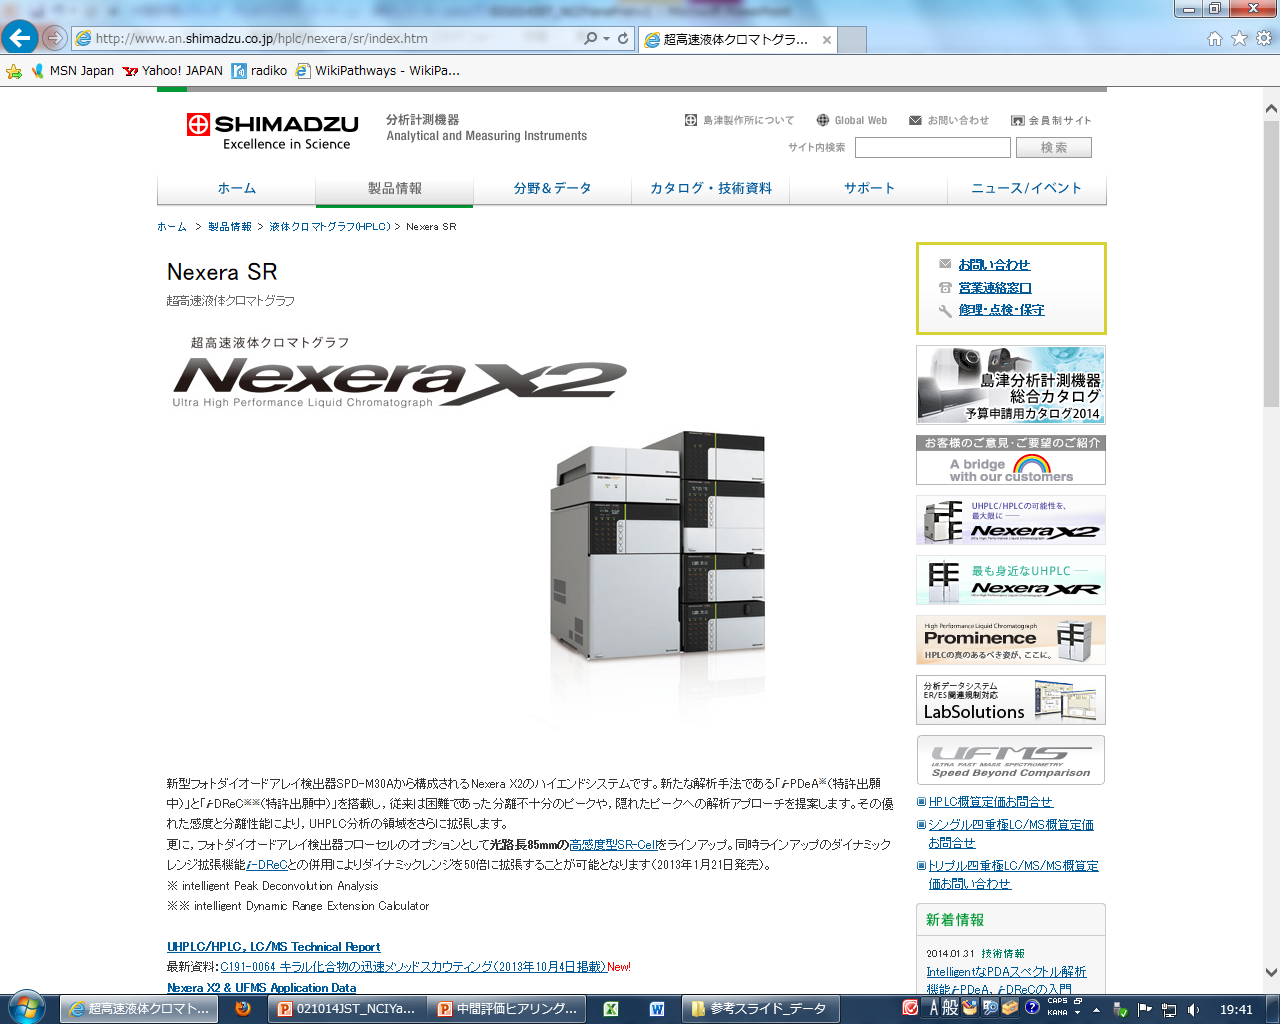 http://www.an.shimadzu.co.jp/hplc/nexera/sr/index.htm
超高速液体クロマトグラ...
MSN Japan
Yahoo! JAPAN
radiko
WikiPathways - WikiPa...
SHIMADZU
Excellence in Science
分析計測機器
Analytical and Measuring Instruments
島津製作所について
Global Web
お問い合わせ
会員制サイト
サイト内検索
検索
ホーム
製品情報
分野&データ
カタログ・技術資料
サポート
ニュース/イベント
ホーム > 製品情報 > 液体クロマトグラフ(HPLC) > Nexera SR
Nexera SR
超高速液体クロマトグラフ
超高速液体クロマトグラフ
Nexera X2
Ultra High Performance Liquid Chromatograph
新型フォトダイオードアレイ検出器SPD-M30Aから構成されるNexera X2のハイエンドシステムです。新たな解析手法である「i-PDeA※(特許出願
中)」と「i-DReC※※(特許出願中)」を搭載し，従来は困難であった分離不十分のピークや，隠れたピークへの解析アプローチを提案します。その優
れた感度と分離性能により，UHPLC分析の領域をさらに拡張します。
更に，フォトダイオードアレイ検出器フローセルのオプションとして光路長85mmの高感度型SR-Cellをラインアップ。同時ラインアップのダイナミック
レンジ拡張機能i-DReCとの併用によりダイナミックレンジを50倍に拡張することが可能となります（2013年1月21日発売）。
※ intelligent Peak Deconvolution Analysis
※※ intelligent Dynamic Range Extension Calculator
UHPLC/HPLC, LC/MS Technical Report
最新資料：C191-0064 キラル化合物の迅速メソッドスカウティング（2013年10月4日掲載）New!
Nexera X2 & UFMS Application Data
お問い合わせ
営業連絡窓口
修理・点検・保守
島津分析計測機器
総合カタログ
予算申請用カタログ2014
お客様のご意見・ご要望のご紹介
A bridge
with our customers
UHPLC/HPLCの可能性を、
最大限に
Nexera X2
Ultra High Performance Liquid Chromatograph
最も身近なUHPLC
Nexera XR
Ultra High Performance Liquid Chromatograph
High Performance Liquid Chromatograph
Prominence
HPLCの真のあるべき姿が、ここに。
分析データシステム
ER/ES関連規制対応
LabSolutions
UFMS
ULTRA FAST MASS SPECTROMETRY
Speed Beyond Comparison
HPLC概算定価お問合せ
シングル四重極LC/MS概算定価
お問合せ
トリプル四重極LC/MS/MS概算定
価お問い合わせ
新着情報
2014.01.31 技術情報
IntelligentなPDAスペクトル解析
機能i-PDeA、i-DReCの入門
超高速液体クロマト...
021014JST_NCIYa...
中間評価ヒアリング...
参考スライド_データ
A 般
CAPS
KANA
19:41